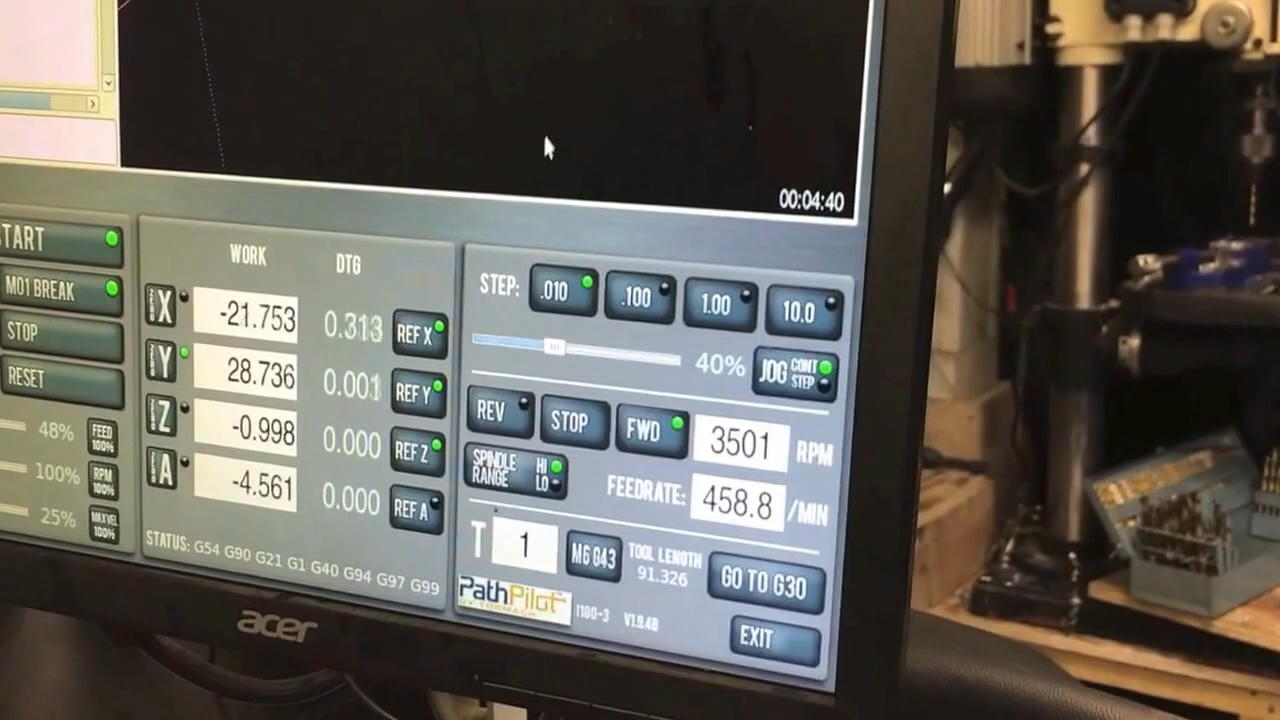 00:04:40
START
M01 BREAK
STOP
RESET
48%
FEED 100%
100%
RPM 100%
25%
MAX VEL 100%
WORK
DTG
X
-21.753
0.313
REF X
Y
28.736
0.001
REF Y
Z
-0.998
0.000
REF Z
A
-4.561
0.000
REF A
STATUS: G54 G90 G21 G1 G40 G94 G97 G99
STEP:
.010
.100
1.00
10.0
40%
JOG CONT STEP
REV
STOP
FWD
3501
RPM
SPINDLE RANGE HI LO
FEEDRATE:
458.8
/MIN
T
1
M6 G43
TOOL LENGTH
91.326
GO TO G30
PathPilot
BY TORMACH
1100-3
V1.9.4B
EXIT
acer